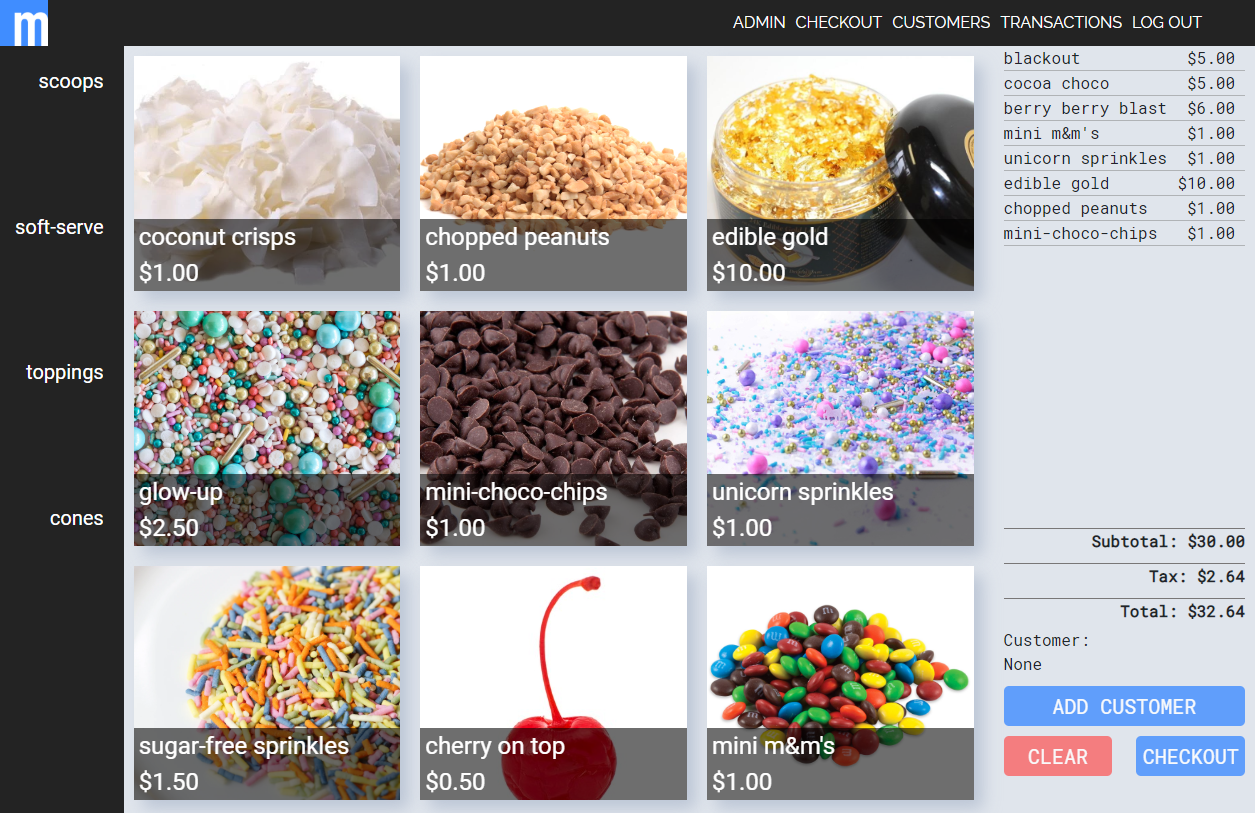 m
ADMIN CHECKOUT CUSTOMERS TRANSACTIONS LOG OUT
scoops
soft-serve
toppings
cones
coconut crisps
$1.00
chopped peanuts
$1.00
edible gold
$10.00
glow-up
$2.50
mini-choco-chips
$1.00
unicorn sprinkles
$1.00
sugar-free sprinkles
$1.50
cherry on top
$0.50
mini m&m's
$1.00
blackout $5.00
cocoa choco $5.00
berry berry blast $6.00
mini m&m's $1.00
unicorn sprinkles $1.00
edible gold $10.00
chopped peanuts $1.00
mini-choco-chips $1.00
Subtotal: $30.00
Tax: $2.64
Total: $32.64
Customer:
None
ADD CUSTOMER
CLEAR CHECKOUT